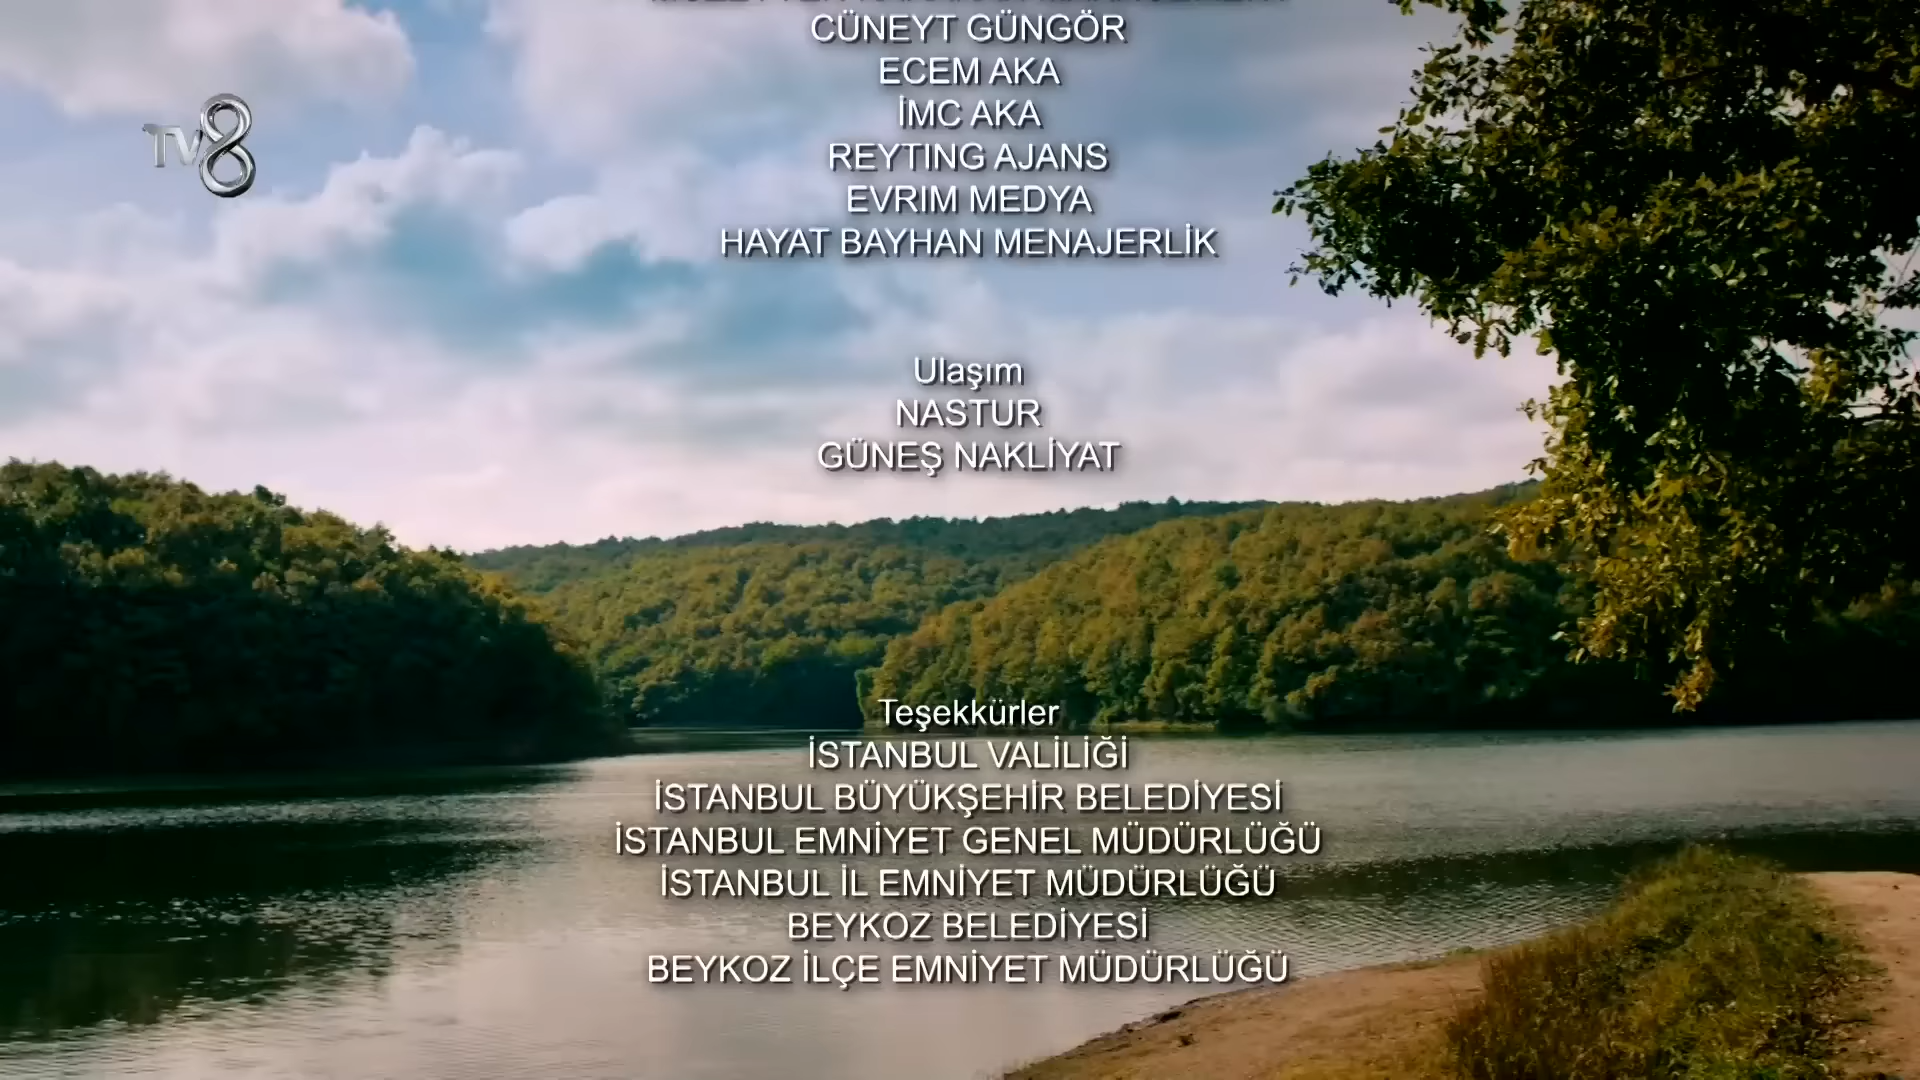 CÜNEYT GÜNGÖR
ECEM AKA
İMC AKA
REYTING AJANS
EVRIM MEDYA
HAYAT BAYHAN MENAJERLİK
TV8
Ulaşım
NASTUR
GÜNEŞ NAKLİYAT
Teşekkürler
İSTANBUL VALİLİĞİ
İSTANBUL BÜYÜKŞEHİR BELEDİYESİ
İSTANBUL EMNİYET GENEL MÜDÜRLÜĞÜ
İSTANBUL İL EMNİYET MÜDÜRLÜĞÜ
BEYKOZ BELEDİYESİ
BEYKOZ İLÇE EMNİYET MÜDÜRLÜĞÜ